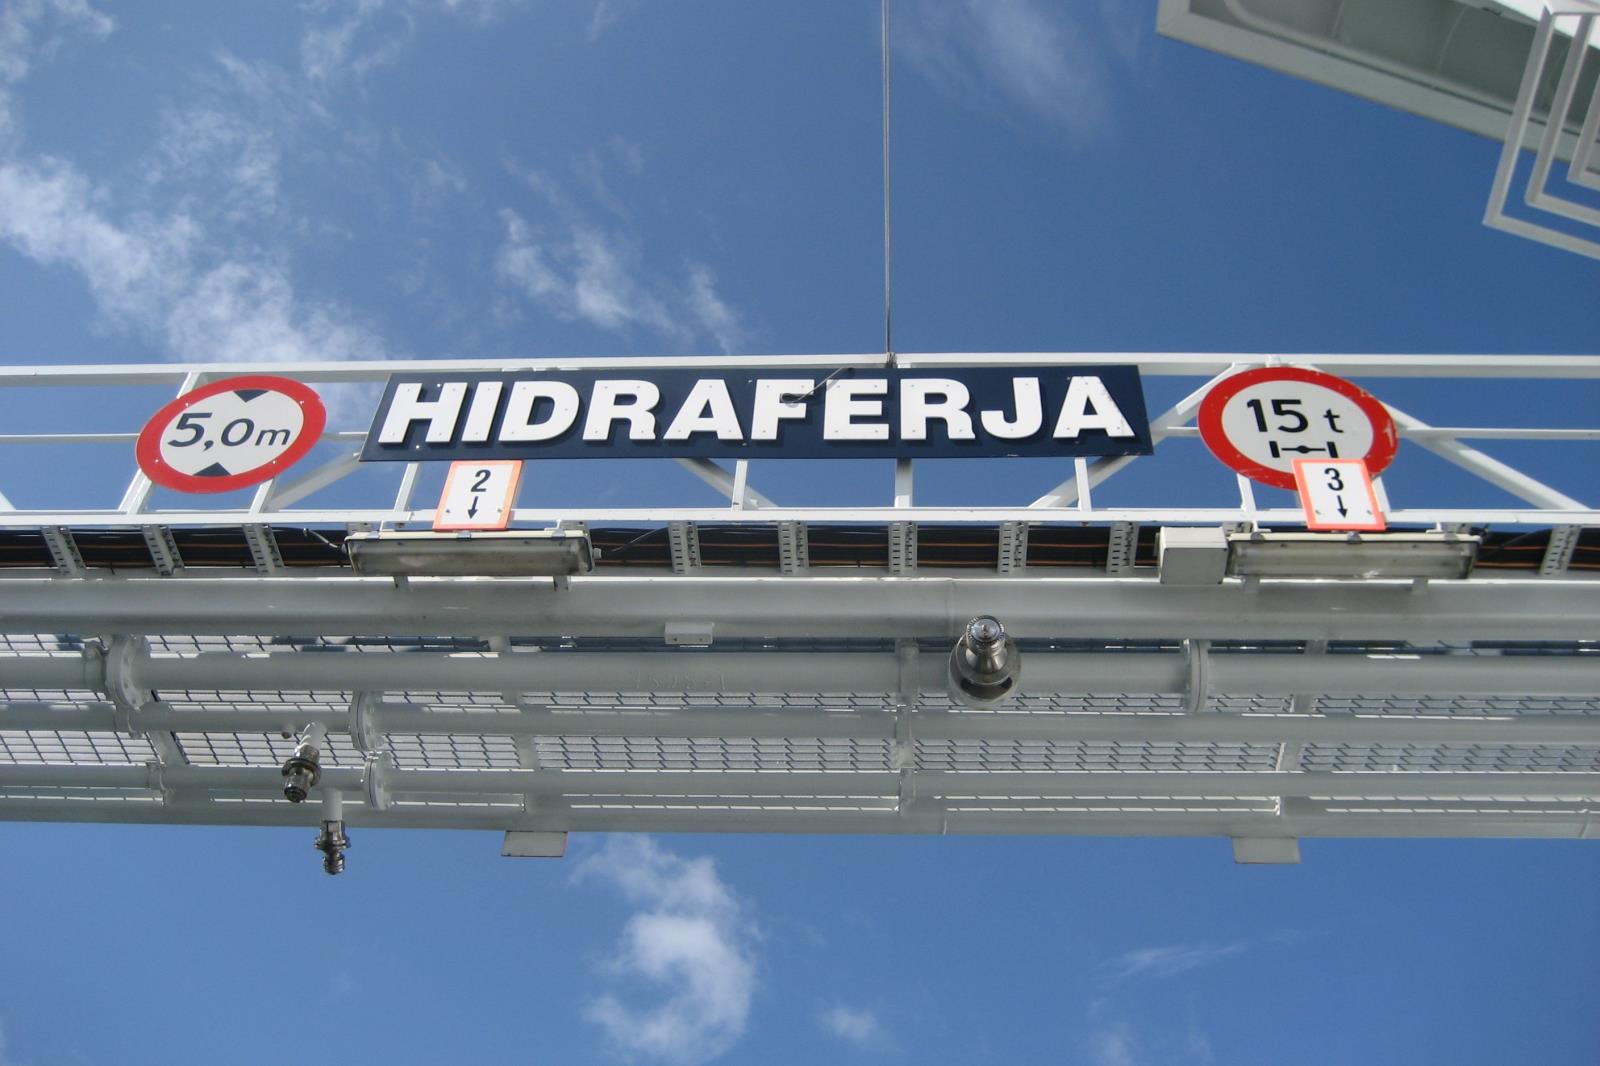 5,0m
HIDRAFERJA
15 t
2
3